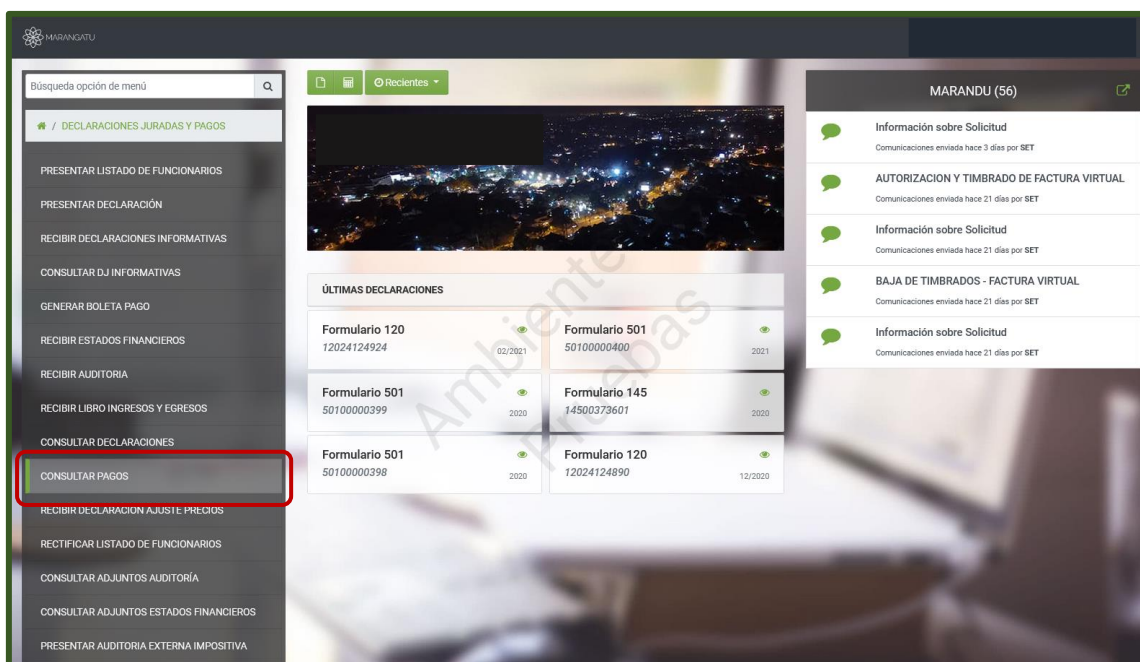 MARANGATU
Búsqueda opción de menú
/ DECLARACIONES JURADAS Y PAGOS
PRESENTAR LISTADO DE FUNCIONARIOS
PRESENTAR DECLARACIÓN
RECIBIR DECLARACIONES INFORMATIVAS
CONSULTAR DJ INFORMATIVAS
GENERAR BOLETA PAGO
RECIBIR ESTADOS FINANCIEROS
RECIBIR AUDITORIA
RECIBIR LIBRO INGRESOS Y EGRESOS
CONSULTAR DECLARACIONES
CONSULTAR PAGOS
RECIBIR DECLARACION AJUSTE PRECIOS
RECTIFICAR LISTADO DE FUNCIONARIOS
CONSULTAR ADJUNTOS AUDITORÍA
CONSULTAR ADJUNTOS ESTADOS FINANCIEROS
PRESENTAR AUDITORIA EXTERNA IMPOSITIVA
Recientes
ÚLTIMAS DECLARACIONES
Formulario 120
12024124924 02/2021
Formulario 501
50100000400 2021
Formulario 501
50100000399 2020
Formulario 145
14500373601 2020
Formulario 501
50100000398 2020
Formulario 120
12024124890 12/2020
Ambiente
Pruebas
MARANDU (56)
Información sobre Solicitud
Comunicaciones enviada hace 3 días por SET
AUTORIZACION Y TIMBRADO DE FACTURA VIRTUAL
Comunicaciones enviada hace 21 días por SET
Información sobre Solicitud
Comunicaciones enviada hace 21 días por SET
BAJA DE TIMBRADOS - FACTURA VIRTUAL
Comunicaciones enviada hace 21 días por SET
Información sobre Solicitud
Comunicaciones enviada hace 21 días por SET